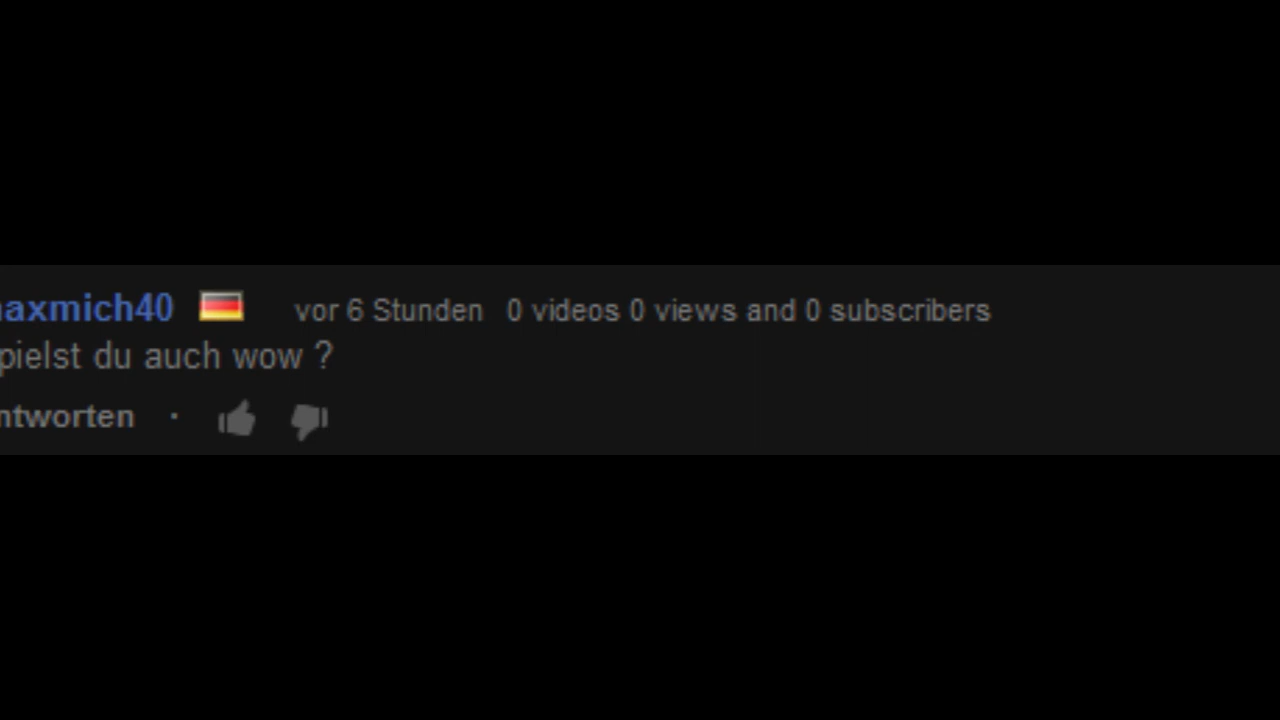 axmich40 vor 6 Stunden 0 videos 0 views and 0 subscribers
pielst du auch wow ?
ntworten ·